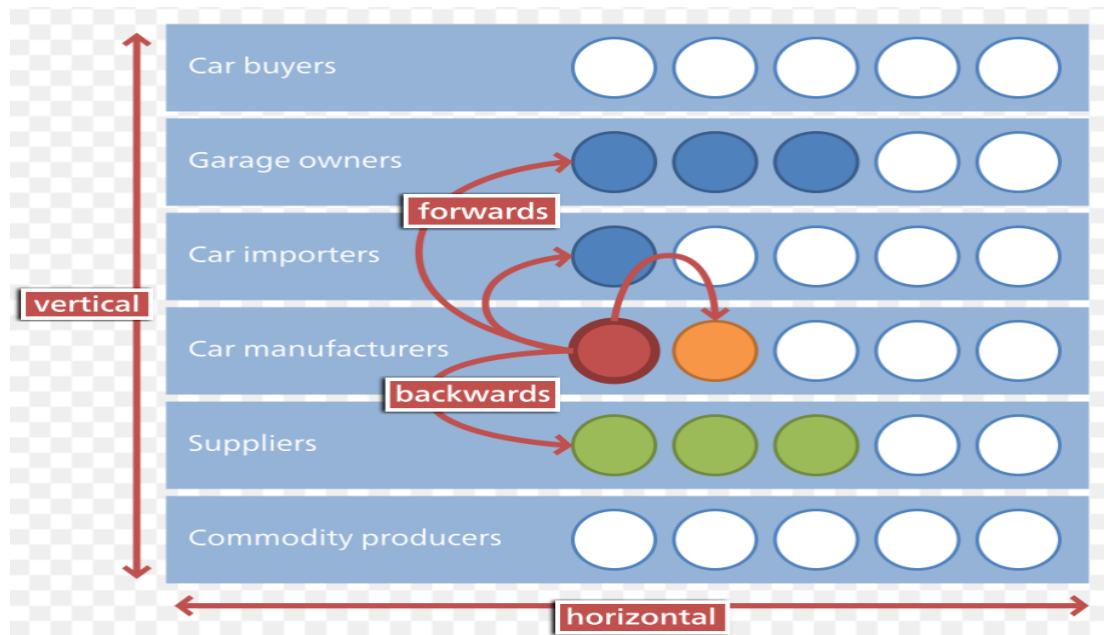 Car buyers
Garage owners
forwards
Car importers
vertical
Car manufacturers
backwards
Suppliers
Commodity producers
horizontal